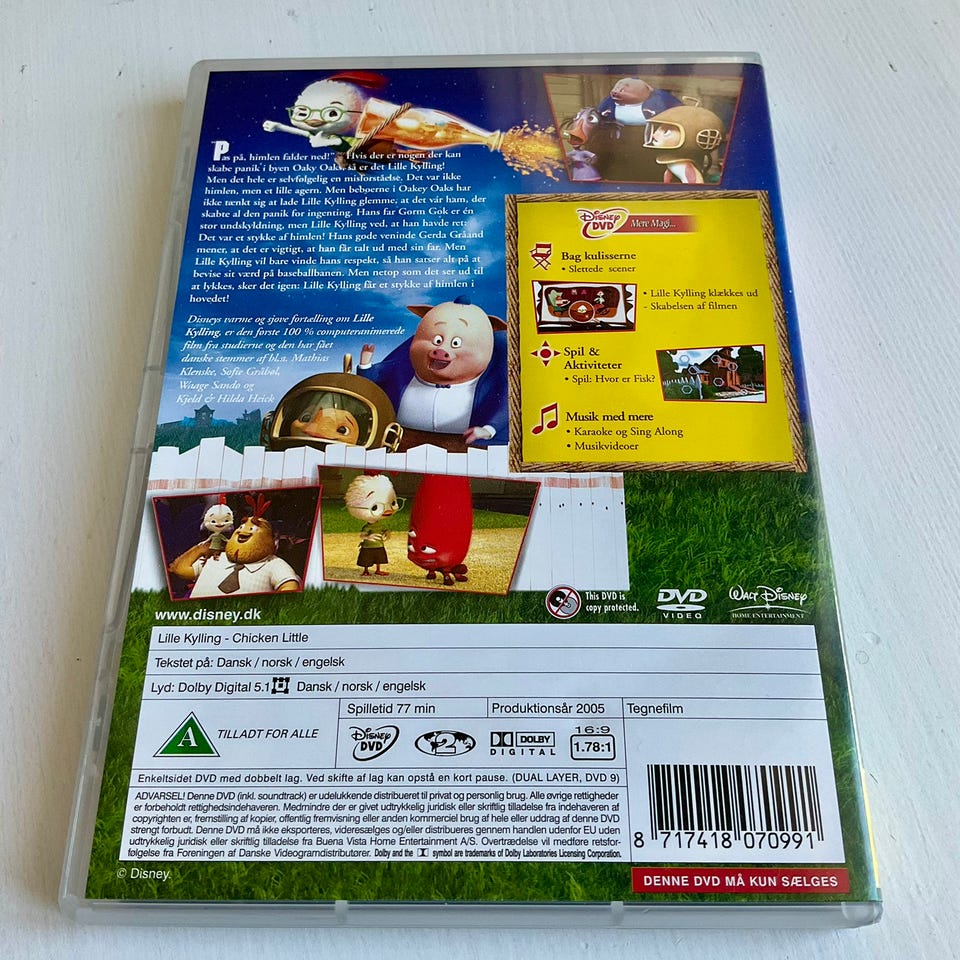 Pas på, himlen falder ned!" Hvis der er nogen der kan
skabe panik i byen Oaky Oaks, så er det Lille Kylling!
Men det hele er selvfølgelig en misforståelse. Det var ikke
himlen, men et lille agern. Men beboerne i Oakey Oaks har
ikke tænkt sig at lade Lille Kylling glemme, at det vár ham, der
skabte al den panik for ingenting. Hans far Gorm Gok er én
stor undskyldning, men Lille Kylling ved, at han havde ret:
Det var et stykke af himlen! Hans gode veninde Gerda Gråand
mener, at det er vigtigt, at han får talt ud med sin far. Men
Lille Kylling vil bare vinde hans respekt, så han satser alt på at
bevise sit værd på baseballbanen. Men netop som det ser ud til
at lykkes, sker det igen: Lille Kylling får et stykke af himlen i
hovedet!
Disneys varme og sjove fortælling om Lille
Kylling, er den første 100 % computeranimerede
film fra studierne og den har fået
danske stemmer af bl.a. Mathias
Klenske, Sofie Gråbøl,
Waage Sandø og
Kjeld & Hilda Heick
Disney DVD Mere Magi...
Bag kulisserne
• Slettede scener
• Lille Kylling klækkes ud
- Skabelsen af filmen
Spil &
Aktiviteter
• Spil: Hvor er Fisk?
Musik med mere
• Karaoke og Sing Along
• Musikvideoer
www.disney.dk
This DVD is
copy protected.
DVD
VIDEO
WALT DISNEY
HOME ENTERTAINMENT
Lille Kylling - Chicken Little
Tekstet på: Dansk / norsk / engelsk
Lyd: Dolby Digital 5.1 Dansk / norsk / engelsk
Spilletid 77 min
Produktionsår 2005
Tegnefilm
A
TILLADT FOR ALLE
Disney DVD
2
DOLBY
DIGITAL
16:9
1.78:1
Enkeltsidet DVD med dobbelt lag. Ved skifte af lag kan opstå en kort pause. (DUAL LAYER, DVD 9)
ADVARSEL! Denne DVD (inkl. soundtrack) er udelukkende distribueret til privat og personlig brug. Alle øvrige rettigheder
er forbeholdt rettighedsindehaveren. Medmindre der er givet udtrykkelig juridisk eller skriftlig tilladelse fra indehaveren af
copyrighten er, fremstilling af kopier, offentlig fremvisning eller anden kommerciel brug af hele eller uddrag af denne DVD
strengt forbudt. Denne DVD må ikke eksporteres, videresælges og/eller distribueres gennem handlen udenfor EU uden
udtrykkelig juridisk eller skriftlig tilladelse fra Buena Vista Home Entertainment A/S. Overtrædelse vil medføre retsfor-
følgelse fra Foreningen af Danske Videogramdistributører. Dolby and the DD symbol are trademarks of Dolby Laboratories Licensing Corporation.
8 717418 070991
© Disney.
DENNE DVD MÅ KUN SÆLGES